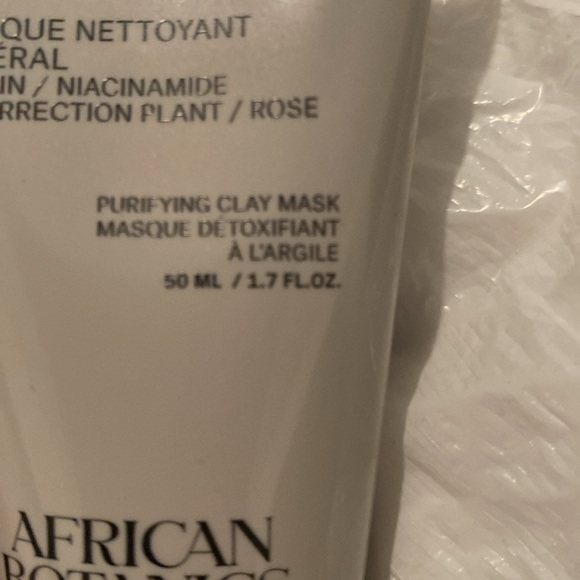 QUE NETTOYANT
ÉRAL
IN / NIACINAMIDE
RRECTION PLANT / ROSE
PURIFYING CLAY MASK
MASQUE DÉTOXIFIANT
À L'ARGILE
50 ML / 1.7 FL.OZ.
AFRICAN
BOTANICS